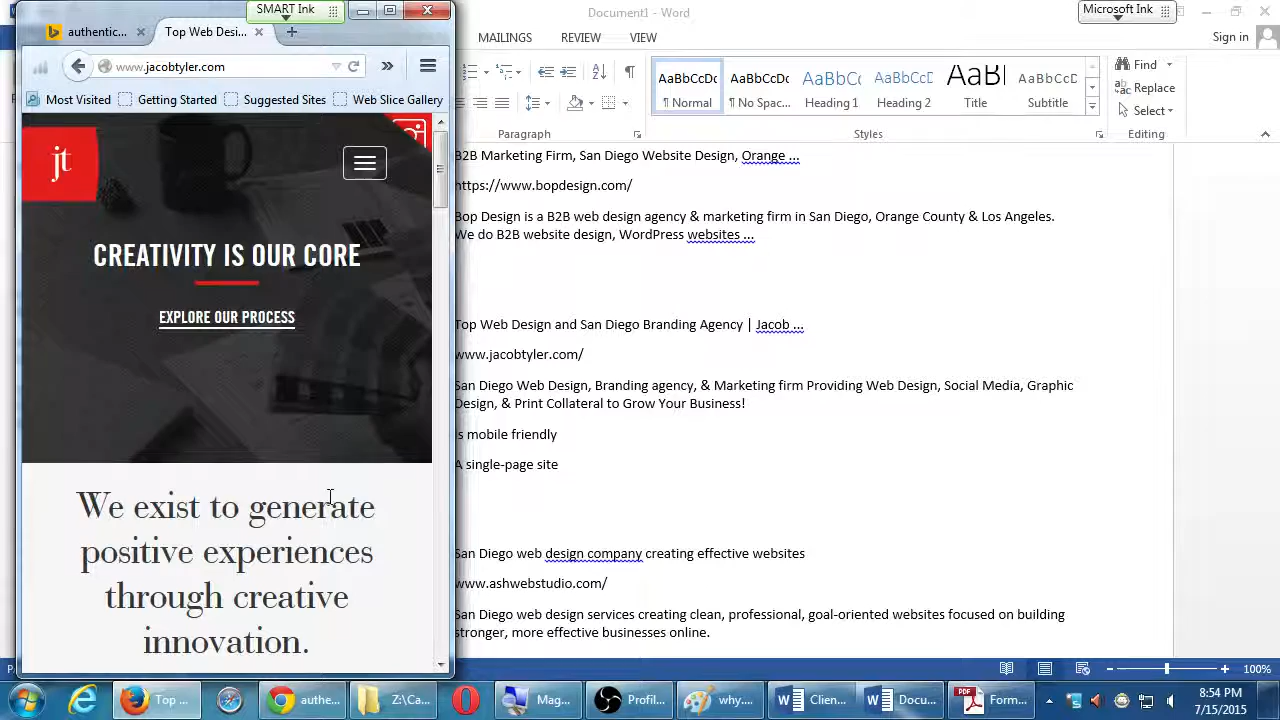 SMART Ink
authentic...
Top Web Desi...
www.jacobtyler.com
Most Visited
Getting Started
Suggested Sites
Web Slice Gallery
jt
CREATIVITY IS OUR CORE
EXPLORE OUR PROCESS
We exist to generate
positive experiences
through creative
innovation.
Document1 - Word
Microsoft Ink
MAILINGS
REVIEW
VIEW
Sign in
AaBbCcDc
¶ Normal
AaBbCcDc
¶ No Spac...
AaBbCc
Heading 1
AaBbCc
Heading 2
AaBl
Title
AaBbCcD
Subtitle
Find
Replace
Select
Paragraph
Styles
Editing
B2B Marketing Firm, San Diego Website Design, Orange ...
https://www.bopdesign.com/
Bop Design is a B2B web design agency & marketing firm in San Diego, Orange County & Los Angeles.
We do B2B website design, WordPress websites ...
Top Web Design and San Diego Branding Agency | Jacob ...
www.jacobtyler.com/
San Diego Web Design, Branding agency, & Marketing firm Providing Web Design, Social Media, Graphic
Design, & Print Collateral to Grow Your Business!
Is mobile friendly
A single-page site
San Diego web design company creating effective websites
www.ashwebstudio.com/
San Diego web design services creating clean, professional, goal-oriented websites focused on building
stronger, more effective businesses online.
100%
Top ...
authe...
Z:\Ca...
Mag...
Profil...
why....
Clien...
Docu...
Form...
8:54 PM
7/15/2015